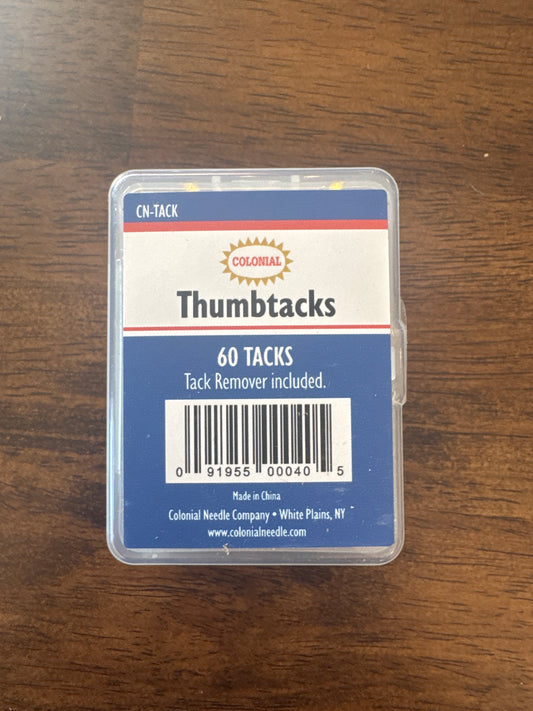 CN-TACK
COLONIAL
Thumbtacks
60 TACKS
Tack Remover included.
0 91955 00040 5
Made in China
Colonial Needle Company • White Plains, NY
www.colonialneedle.com